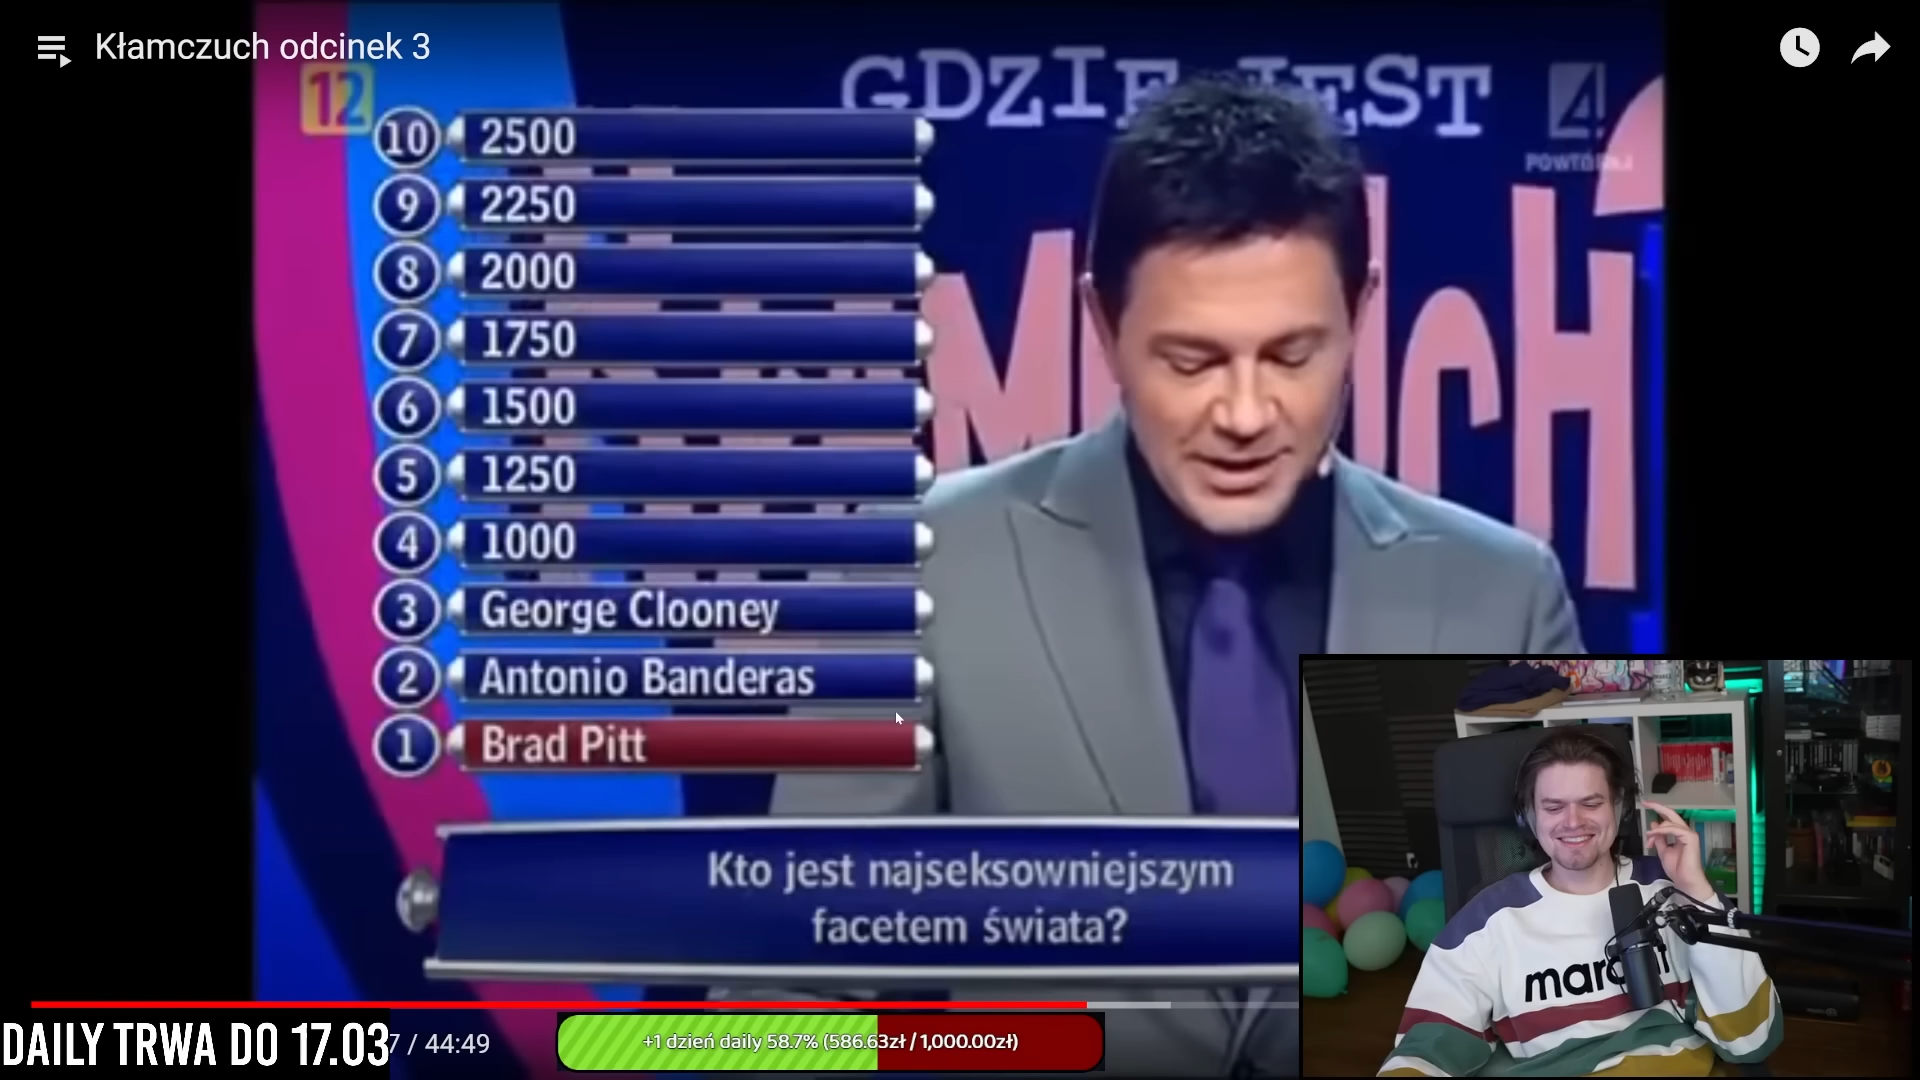 Kłamczuch odcinek 3
12
GDZIE JEST
4
10 2500
9 2250
8 2000
7 1750
6 1500
5 1250
4 1000
3 George Clooney
2 Antonio Banderas
1 Brad Pitt
Kto jest najseksowniejszym
facetem świata?
DAILY TRWA DO 17.03
7 / 44:49
+1 dzień daily 58.7% (586.63zł / 1,000.00zł)